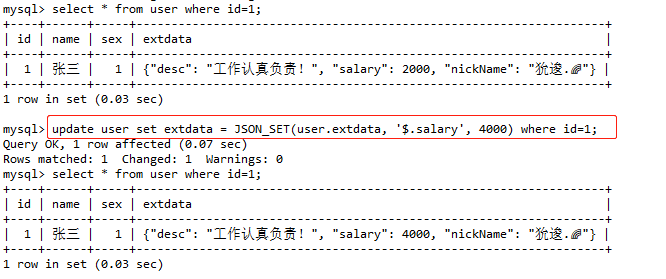 mysql> select * from user where id=1;
+----+------+-----+------------------------------------------------------------------+
| id | name | sex | extdata |
+----+------+-----+------------------------------------------------------------------+
| 1 | 张三 | 1 | {"desc": "工作认真负责！", "salary": 2000, "nickName": "犹逡.🌈"} |
+----+------+-----+------------------------------------------------------------------+
1 row in set (0.03 sec)
mysql> update user set extdata = JSON_SET(user.extdata, '$.salary', 4000) where id=1;
Query OK, 1 row affected (0.07 sec)
Rows matched: 1 Changed: 1 Warnings: 0
mysql> select * from user where id=1;
+----+------+-----+------------------------------------------------------------------+
| id | name | sex | extdata |
+----+------+-----+------------------------------------------------------------------+
| 1 | 张三 | 1 | {"desc": "工作认真负责！", "salary": 4000, "nickName": "犹逡.🌈"} |
+----+------+-----+------------------------------------------------------------------+
1 row in set (0.03 sec)